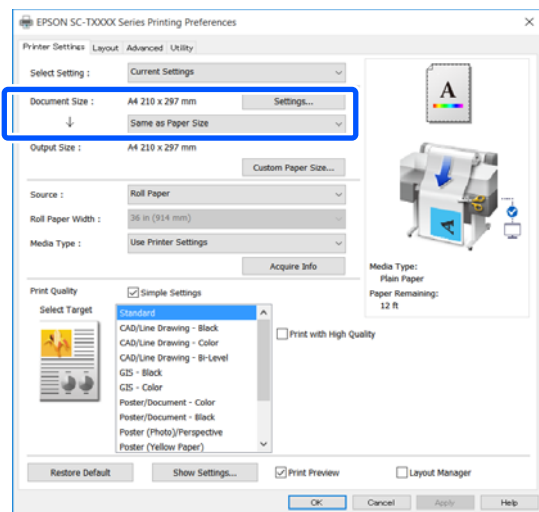 EPSON SC-TXXXX Series Printing Preferences
Printer Settings Layout Advanced Utility
Select Setting : Current Settings
Document Size : A4 210 x 297 mm Settings...
↓ Same as Paper Size
Output Size : A4 210 x 297 mm
Custom Paper Size...
Source : Roll Paper
Roll Paper Width : 36 in (914 mm)
Media Type : Use Printer Settings
Acquire Info
A
A
Media Type:
Plain Paper
Paper Remaining:
12 ft
Print Quality Simple Settings
Select Target
Standard
CAD/Line Drawing - Black
CAD/Line Drawing - Color
CAD/Line Drawing - Bi-Level
GIS - Black
GIS - Color
Poster/Document - Color
Poster/Document - Black
Poster (Photo)/Perspective
Poster (Yellow Paper)
Print with High Quality
Restore Default Show Settings... Print Preview Layout Manager
OK Cancel Apply Help